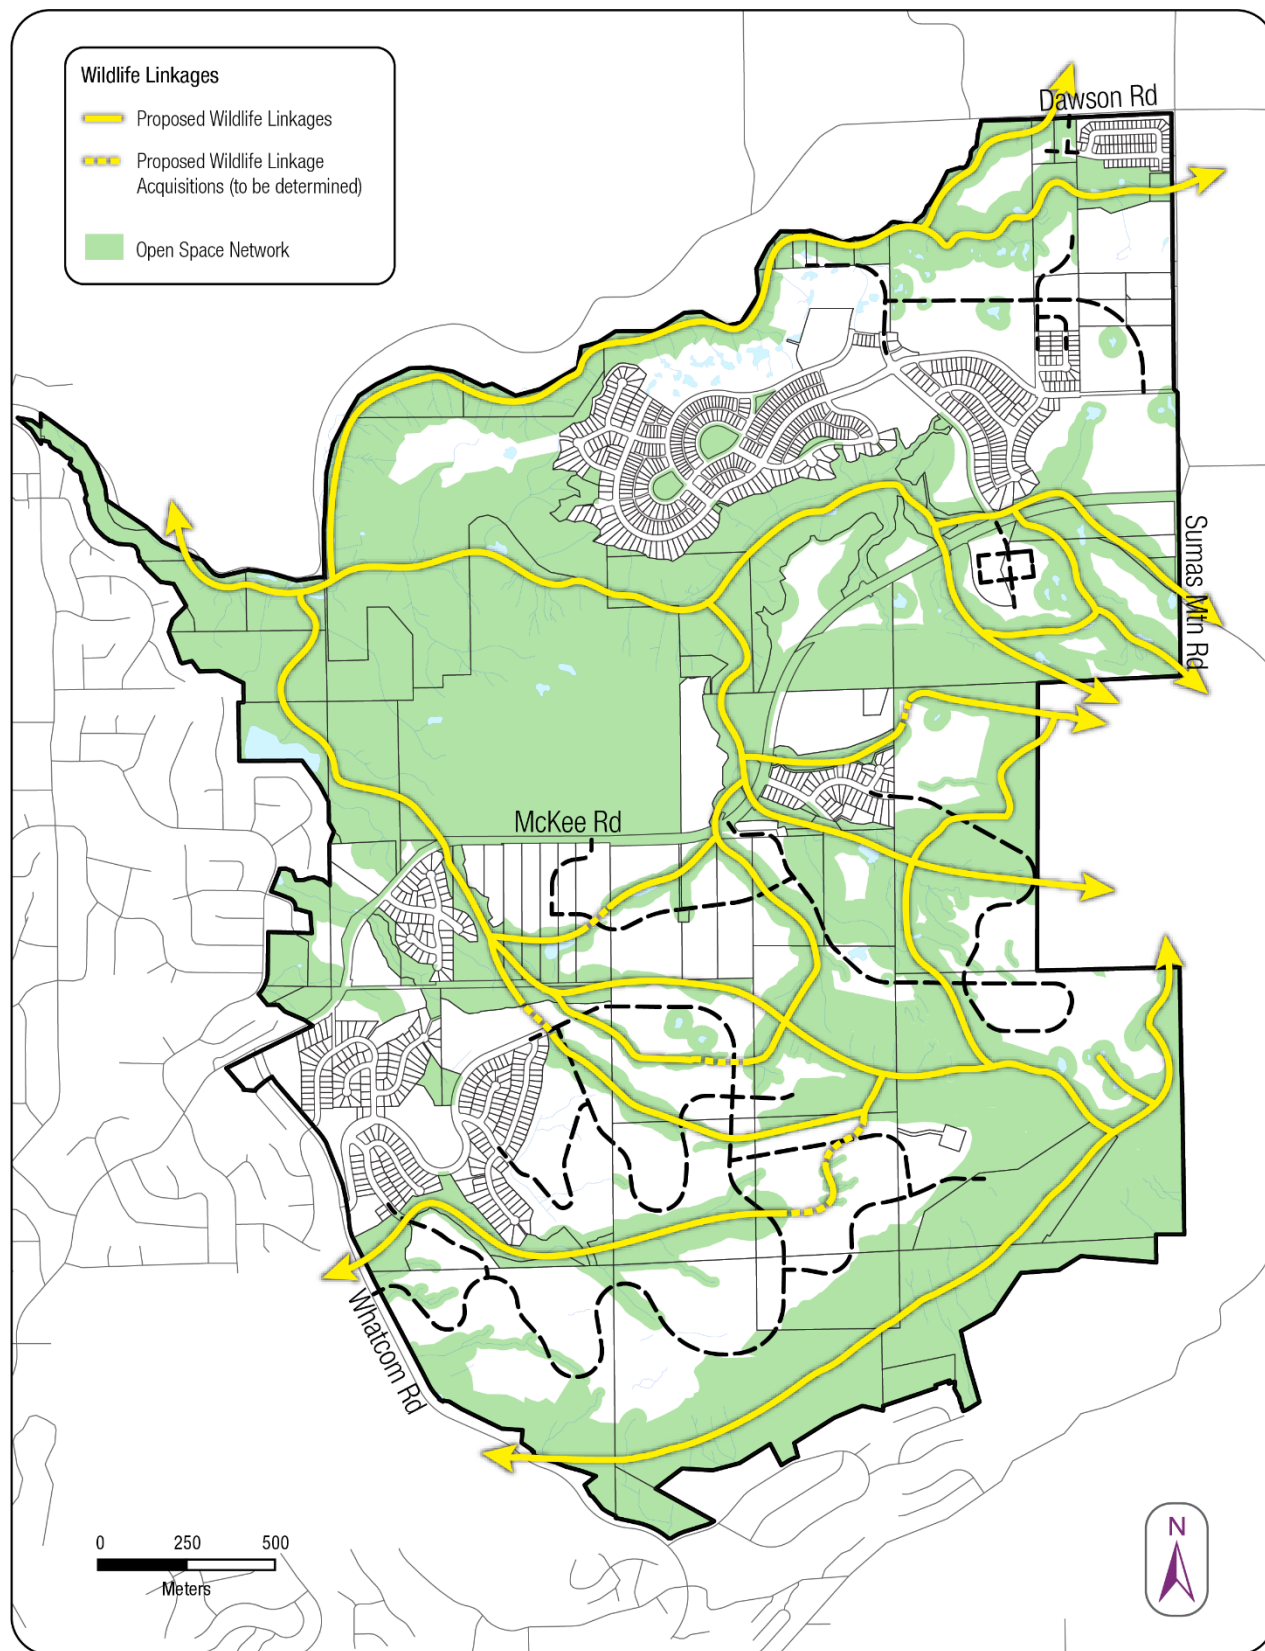 Wildlife Linkages
Proposed Wildlife Linkages
Proposed Wildlife Linkage
Acquisitions (to be determined)
Open Space Network
Dawson Rd
Sumas Mtn Rd
McKee Rd
Whatcom Rd
0 250 500
Meters
N